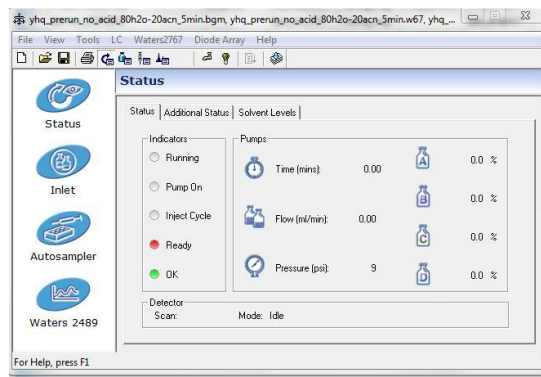 yhq_prerun_no_acid_80h2o-20acn_5min.bgm, yhq_prerun_no_acid_80h2o-20acn_5min.w67, yhq_...
File View Tools LC Waters2767 Diode Array Help
Status
Status Additional Status Solvent Levels
Status
Inlet
Autosampler
Waters 2489
Indicators
Running
Pump On
Inject Cycle
Ready
OK
Pumps
Time (mins): 0.00
Flow (ml/min): 0.00
Pressure (psi): 9
A 0.0 %
B 0.0 %
C 0.0 %
D 0.0 %
Detector
Scan: Mode: Idle
For Help, press F1